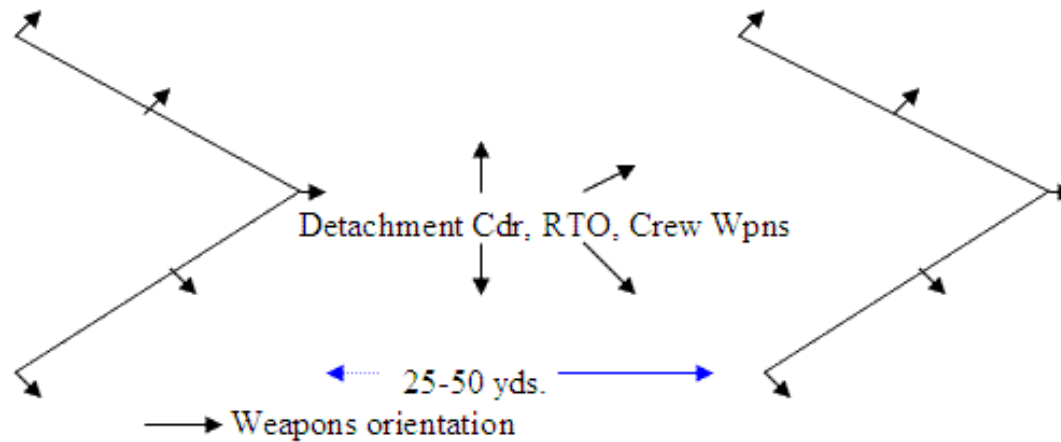 Detachment Cdr, RTO, Crew Wpns
25-50 yds.
Weapons orientation